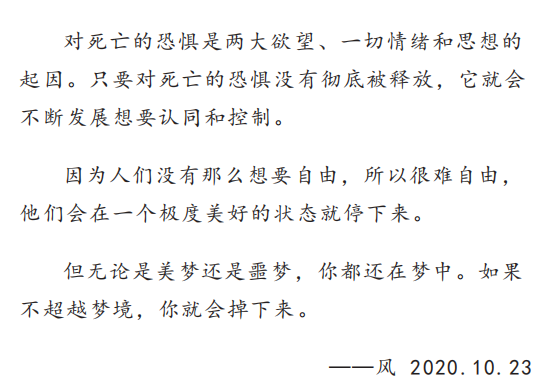 对死亡的恐惧是两大欲望、一切情绪和思想的
起因。只要对死亡的恐惧没有彻底被释放，它就会
不断发展想要认同和控制。
因为人们没有那么想要自由，所以很难自由，
他们会在一个极度美好的状态就停下来。
但无论是美梦还是噩梦，你都还在梦中。如果
不超越梦境，你就会掉下来。
——风 2020.10.23